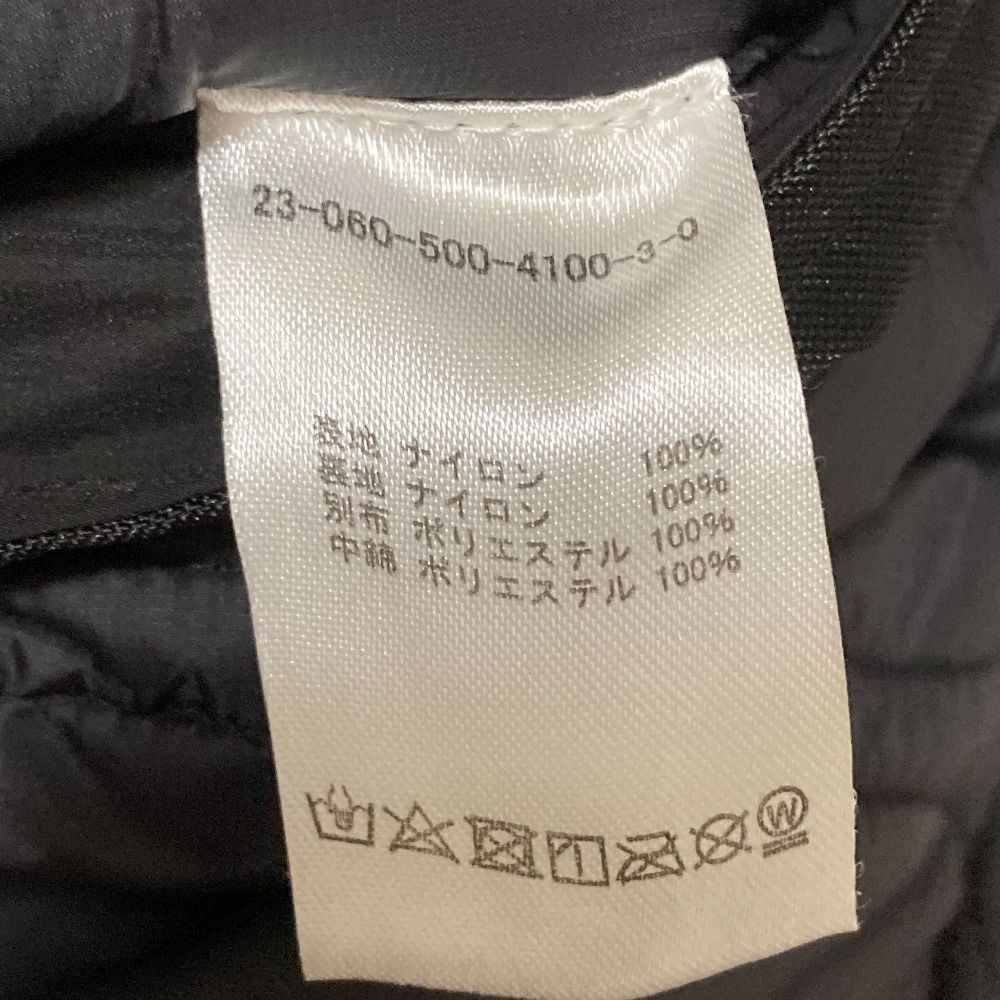 23-060-500-4100-3-0
表地 ナイロン 100%
裏地 ナイロン 100%
別布 ポリエステル 100%
中綿 ポリエステル 100%
W